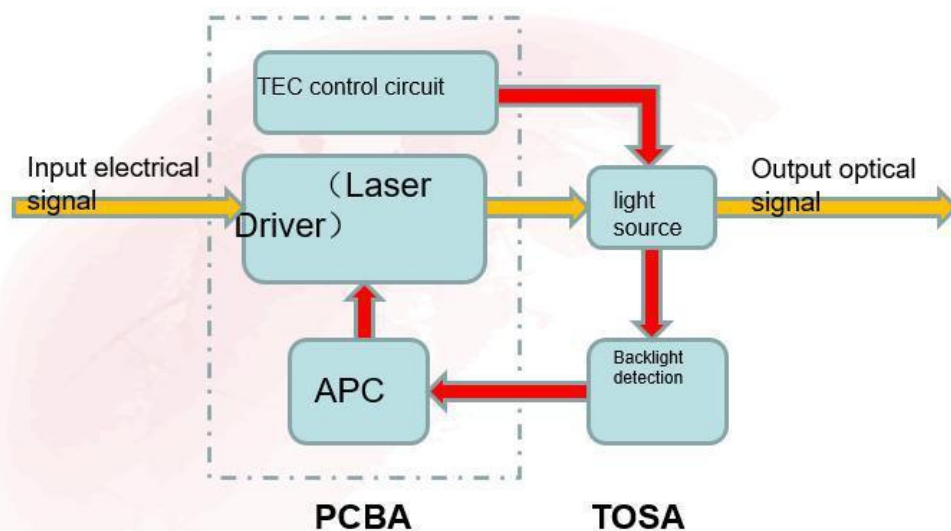 TEC control circuit
Input electrical
signal
（Laser
Driver）
light
source
Output optical
signal
APC
Backlight
detection
PCBA
TOSA